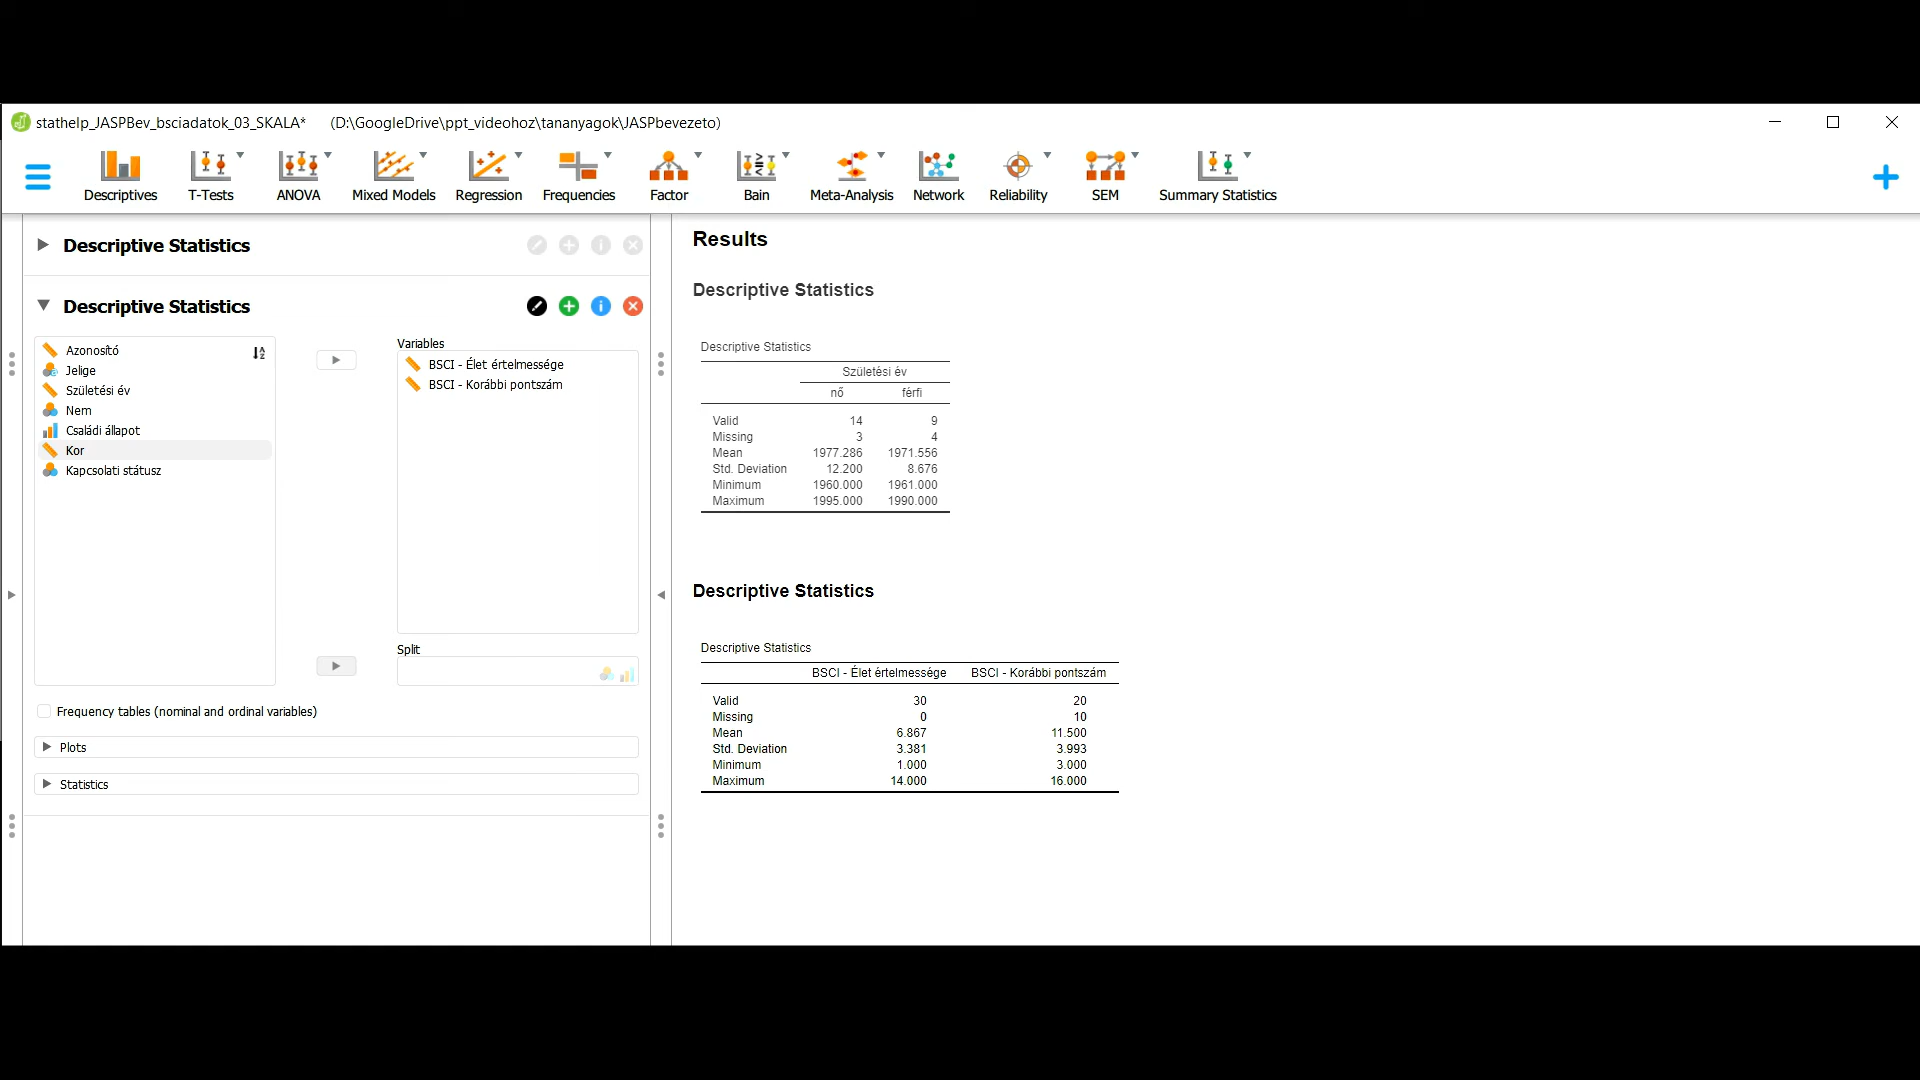 stathelp_JASPBev_bsciadatok_03_SKALA* (D:\GoogleDrive\ppt_videohoz\tananyagok\JASPbevezeto)
Descriptives T-Tests ANOVA Mixed Models Regression Frequencies Factor Bain Meta-Analysis Network Reliability SEM Summary Statistics
Descriptive Statistics
Descriptive Statistics
Azonosító
Jelige
Születési év
Nem
Családi állapot
Kor
Kapcsolati státusz
Variables
BSCI - Élet értelmessége
BSCI - Korábbi pontszám
Split
Frequency tables (nominal and ordinal variables)
Plots
Statistics
Results
Descriptive Statistics
Descriptive Statistics
Születési év
nő férfi
Valid 14 9
Missing 3 4
Mean 1977.286 1971.556
Std. Deviation 12.200 8.676
Minimum 1960.000 1961.000
Maximum 1995.000 1990.000
Descriptive Statistics
Descriptive Statistics
BSCI - Élet értelmessége BSCI - Korábbi pontszám
Valid 30 20
Missing 0 10
Mean 6.867 11.500
Std. Deviation 3.381 3.993
Minimum 1.000 3.000
Maximum 14.000 16.000